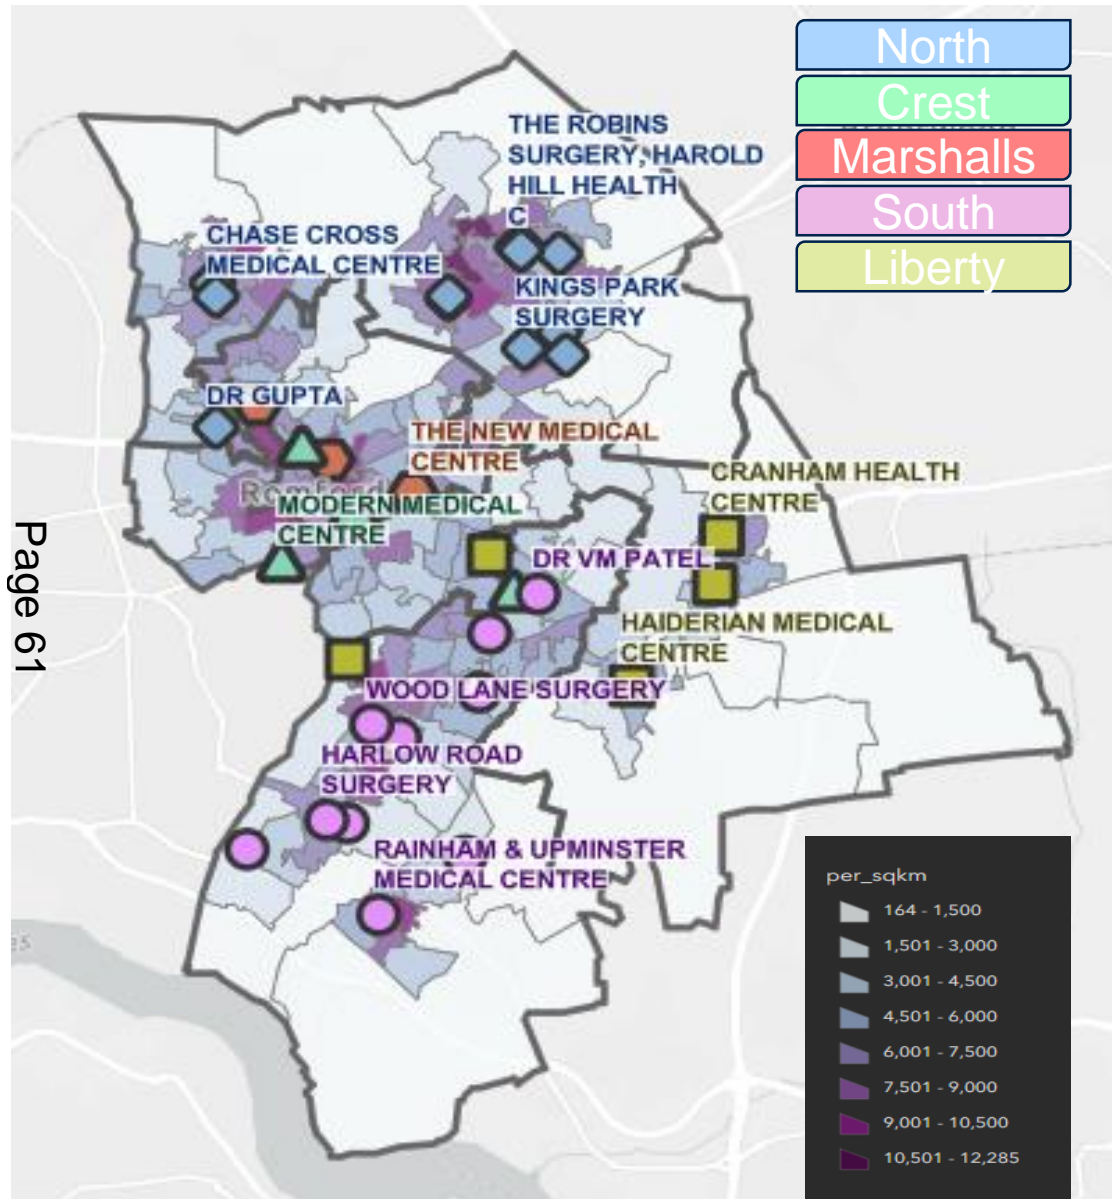 North
Crest
Marshalls
South
Liberty
THE ROBINS
SURGERY, HAROLD
HILL HEALTH
C
CHASE CROSS
MEDICAL CENTRE
KINGS PARK
SURGERY
DR GUPTA
THE NEW MEDICAL
CENTRE
Romford
CRANHAM HEALTH
CENTRE
MODERN MEDICAL
CENTRE
DR VM PATEL
HAIDERIAN MEDICAL
CENTRE
WOOD LANE SURGERY
HARLOW ROAD
SURGERY
RAINHAM & UPMINSTER
MEDICAL CENTRE
Page 61
per_sqkm
164 - 1,500
1,501 - 3,000
3,001 - 4,500
4,501 - 6,000
6,001 - 7,500
7,501 - 9,000
9,001 - 10,500
10,501 - 12,285